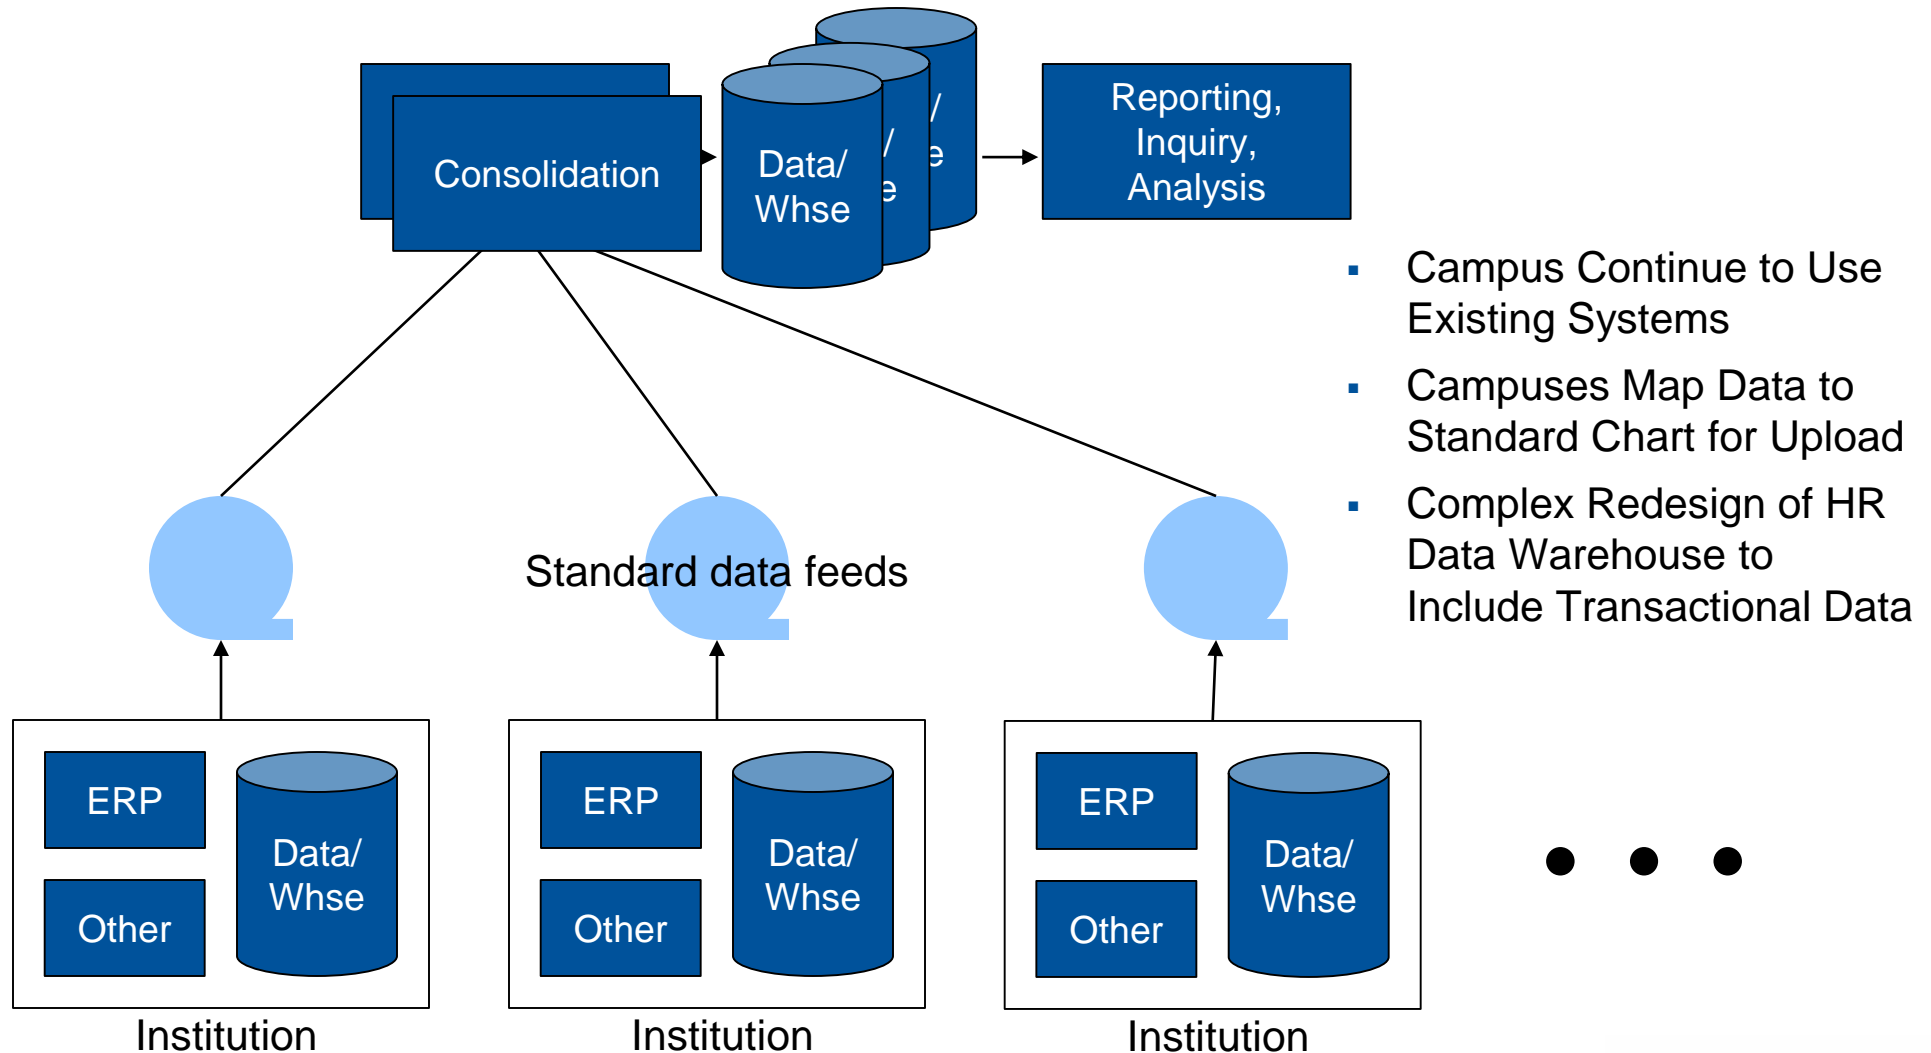 Consolidation
Data/
Whse
/
e
/
e
Reporting,
Inquiry,
Analysis
Campus Continue to Use
Existing Systems
Campuses Map Data to
Standard Chart for Upload
Complex Redesign of HR
Data Warehouse to
Include Transactional Data
Standard data feeds
ERP
Other
Data/
Whse
Institution
ERP
Other
Data/
Whse
Institution
ERP
Other
Data/
Whse
Institution